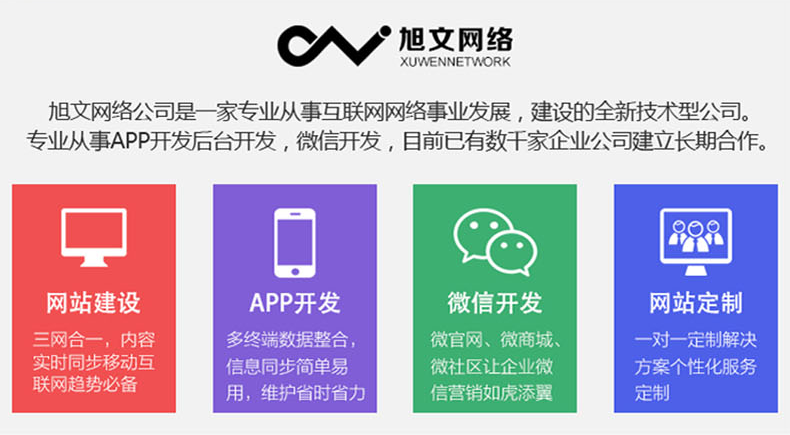 旭文网络
XUWENNETWORK
旭文网络公司是一家专业从事互联网网络事业发展，建设的全新技术型公司。
专业从事APP开发后台开发，微信开发，目前已有数千家企业公司建立长期合作。
网站建设
三网合一，内容
实时同步移动互
联网趋势必备
APP开发
多终端数据整合，
信息同步简单易
用，维护省时省力
微信开发
微官网、微商城、
微社区让企业微
信营销如虎添翼
网站定制
一对一定制解决
方案个性化服务
定制